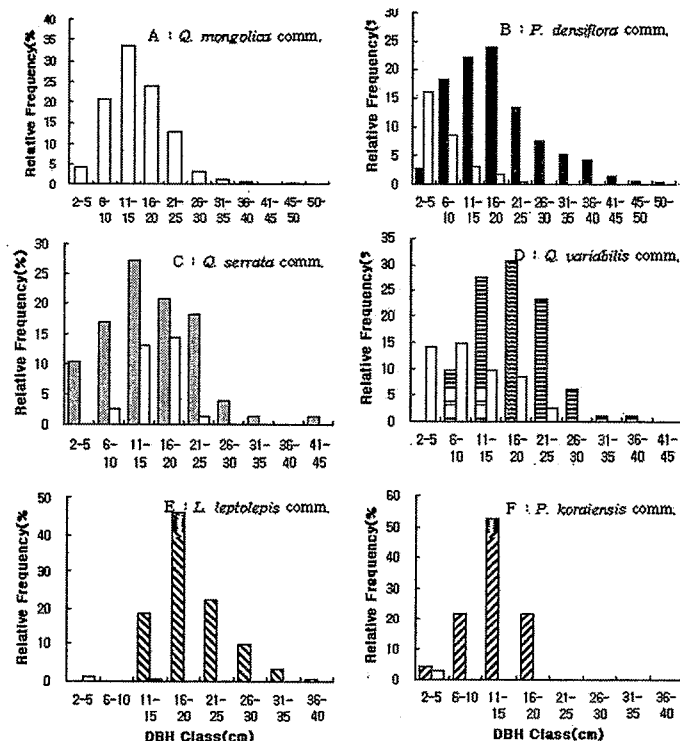 A : Q. mongolica comm.
Relative Frequency(%
40
35
30
25
20
15
10
5
0
2-5 6-10 11-15 16-20 21-25 26-30 31-35 36-40 41-45 45-50 50-
B : P. densiflora comm.
Relative Frequency(%
30
25
20
15
10
5
0
2-5 6-10 11-15 16-20 21-25 26-30 31-35 36-40 41-45 45-50 50-
C : Q. serrata comm.
Relative Frequency(%)
30
25
20
15
10
5
0
2-5 6-10 11-15 16-20 21-25 26-30 31-35 36-40 41-45
D : Q. variabilis comm.
Relative Frequency(%
35
30
25
20
15
10
5
0
2-5 6-10 11-15 16-20 21-25 26-30 31-35 36-40 41-45
E : L. leptolepis comm.
Relative Frequency(%
50
40
30
20
10
0
2-5 6-10 11-15 16-20 21-25 26-30 31-35 36-40
DBH Class(cm)
F : P. koraiensis comm.
Relative Frequency(%
60
50
40
30
20
10
0
2-5 6-10 11-15 16-20 21-25 26-30 31-35 36-40
DBH Class(cm)